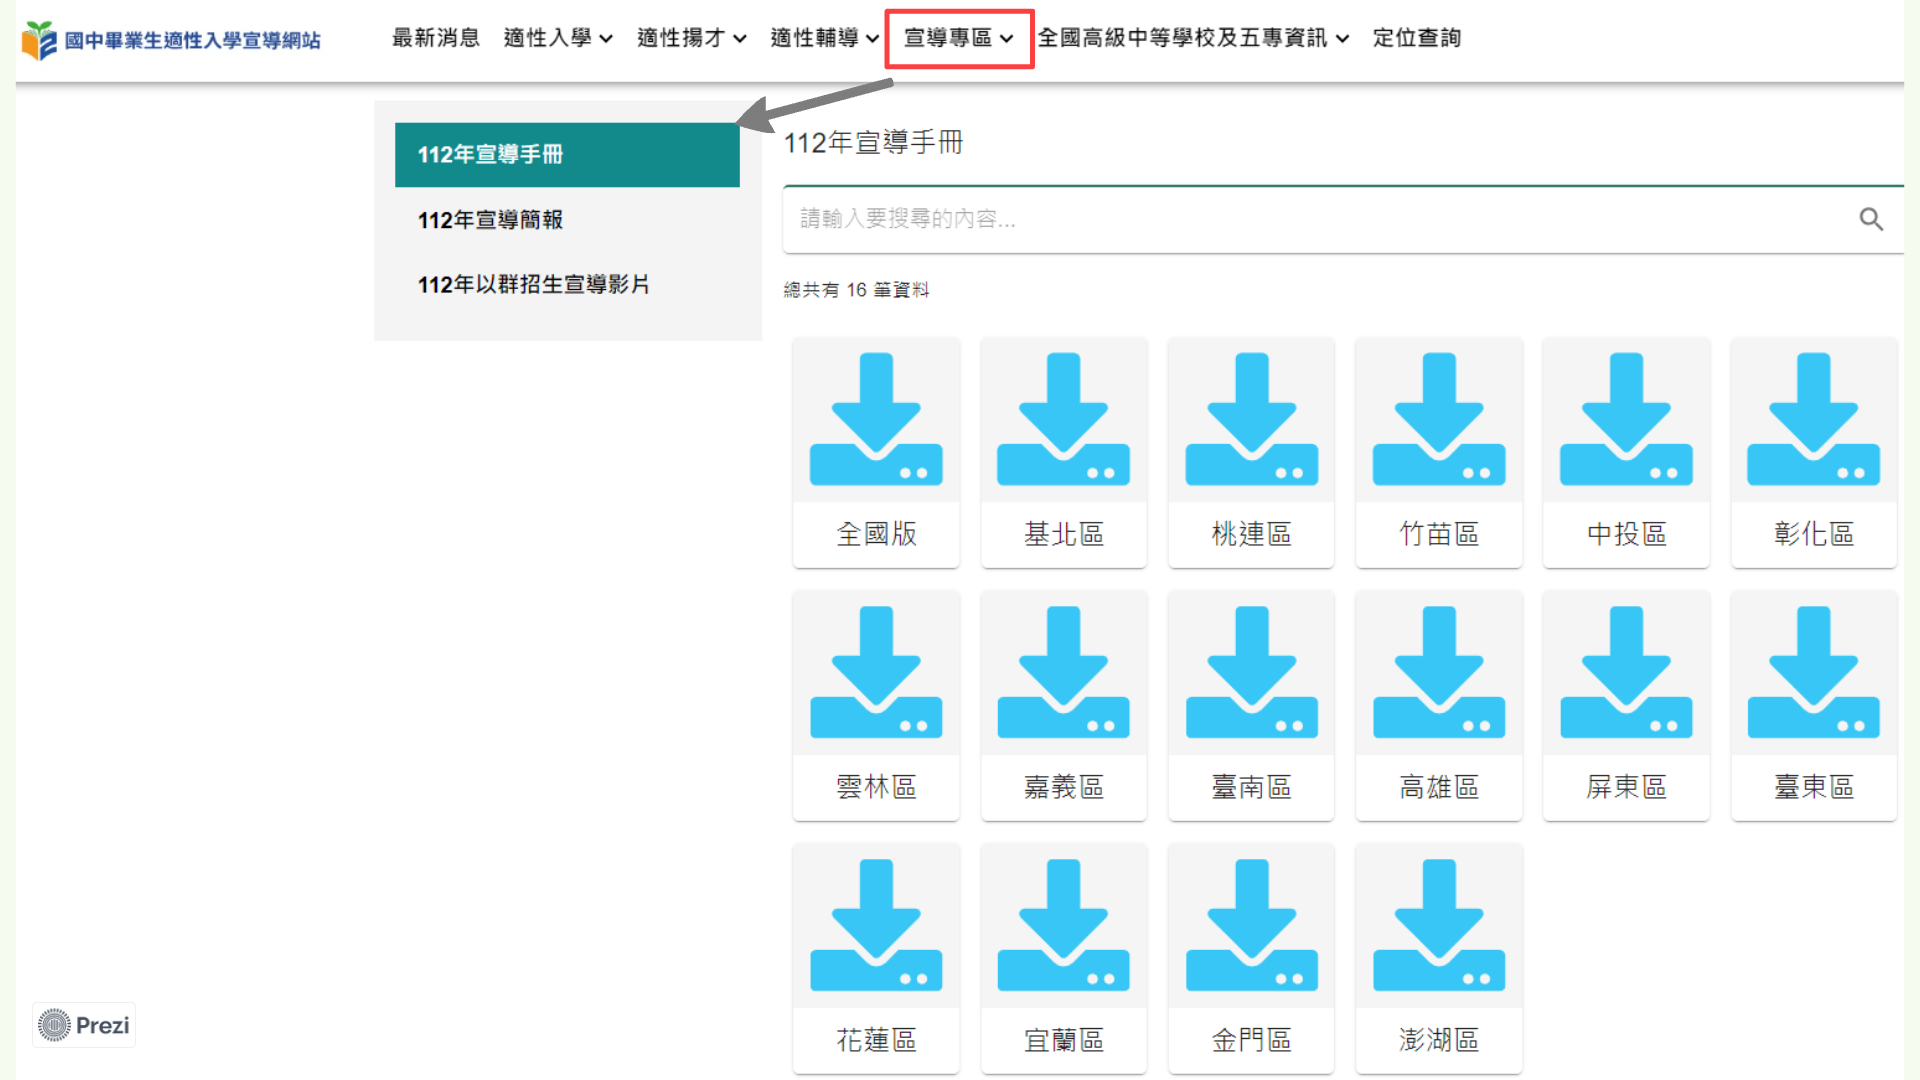 國中畢業生適性入學宣導網站
最新消息 適性入學 適性揚才 適性輔導 宣導專區 全國高級中等學校及五專資訊 定位查詢
112年宣導手冊
112年宣導簡報
112年以群招生宣導影片
112年宣導手冊
請輸入要搜尋的內容...
總共有 16 筆資料
全國版 基北區 桃連區 竹苗區 中投區 彰化區
雲林區 嘉義區 臺南區 高雄區 屏東區 臺東區
花蓮區 宜蘭區 金門區 澎湖區
Prezi